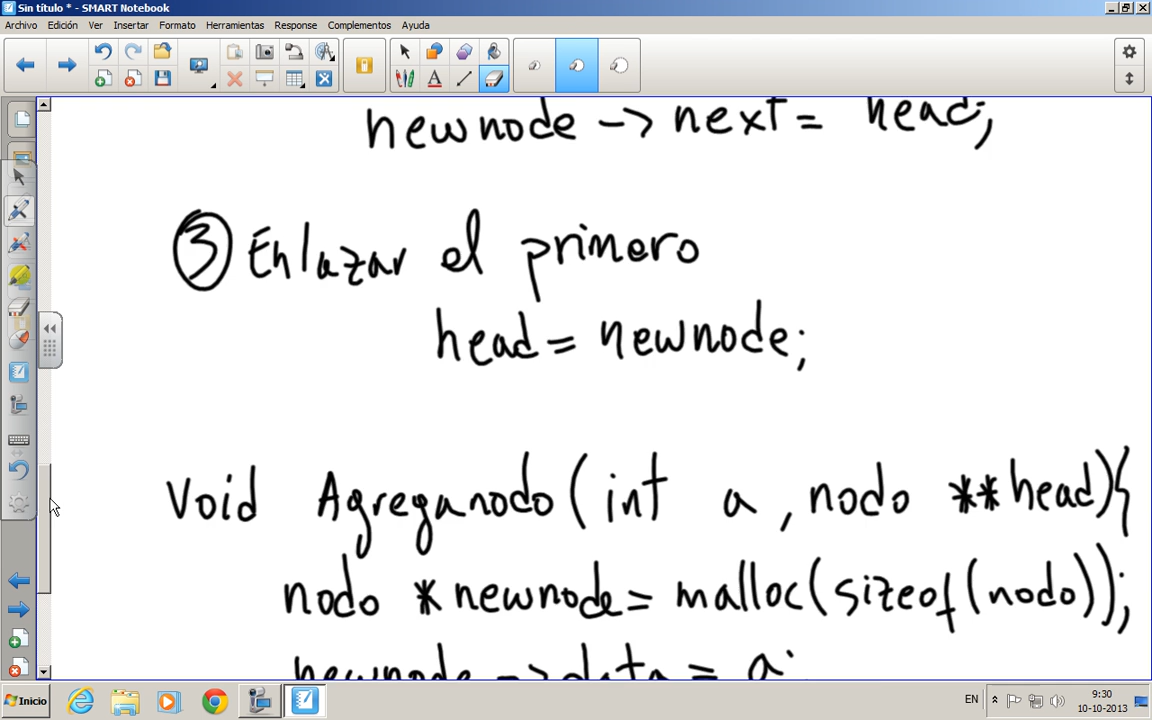 Sin título * - SMART Notebook
Archivo Edición Ver Insertar Formato Herramientas Response Complementos Ayuda
newnode -> next = head;
③ Enlazar el primero
head = newnode;
Void Agreganodo (int a, nodo **head){
nodo *newnode = malloc(sizeof(nodo));
newnode -> data = a;
Inicio
EN
9:30
10-10-2013